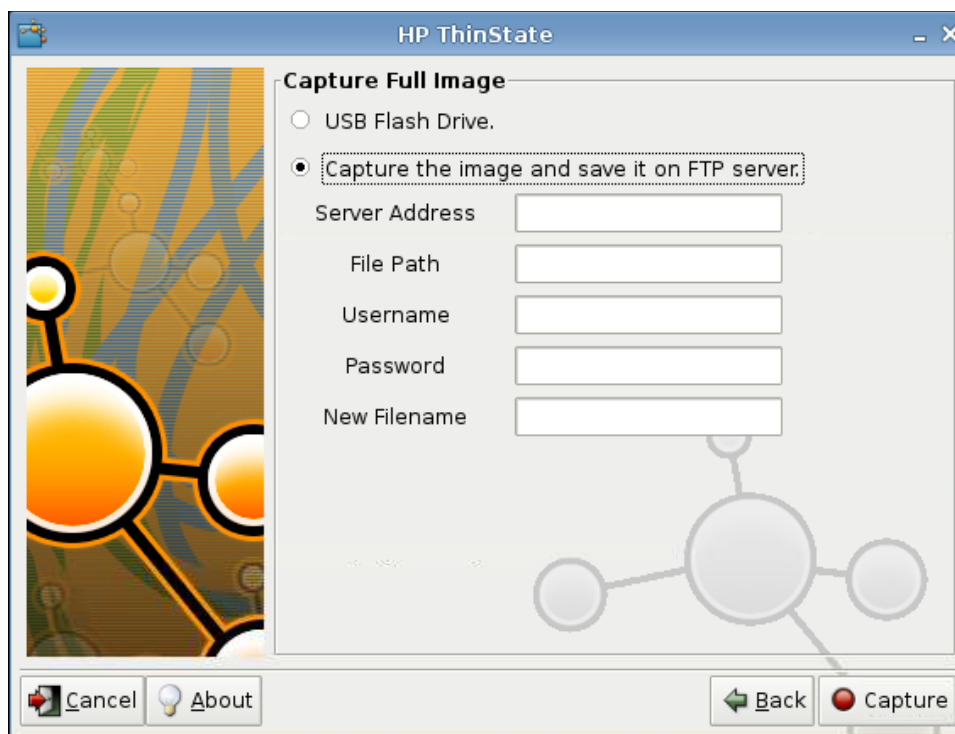 HP ThinState
Capture Full Image
USB Flash Drive.
Capture the image and save it on FTP server.
Server Address
File Path
Username
Password
New Filename
Cancel About Back Capture